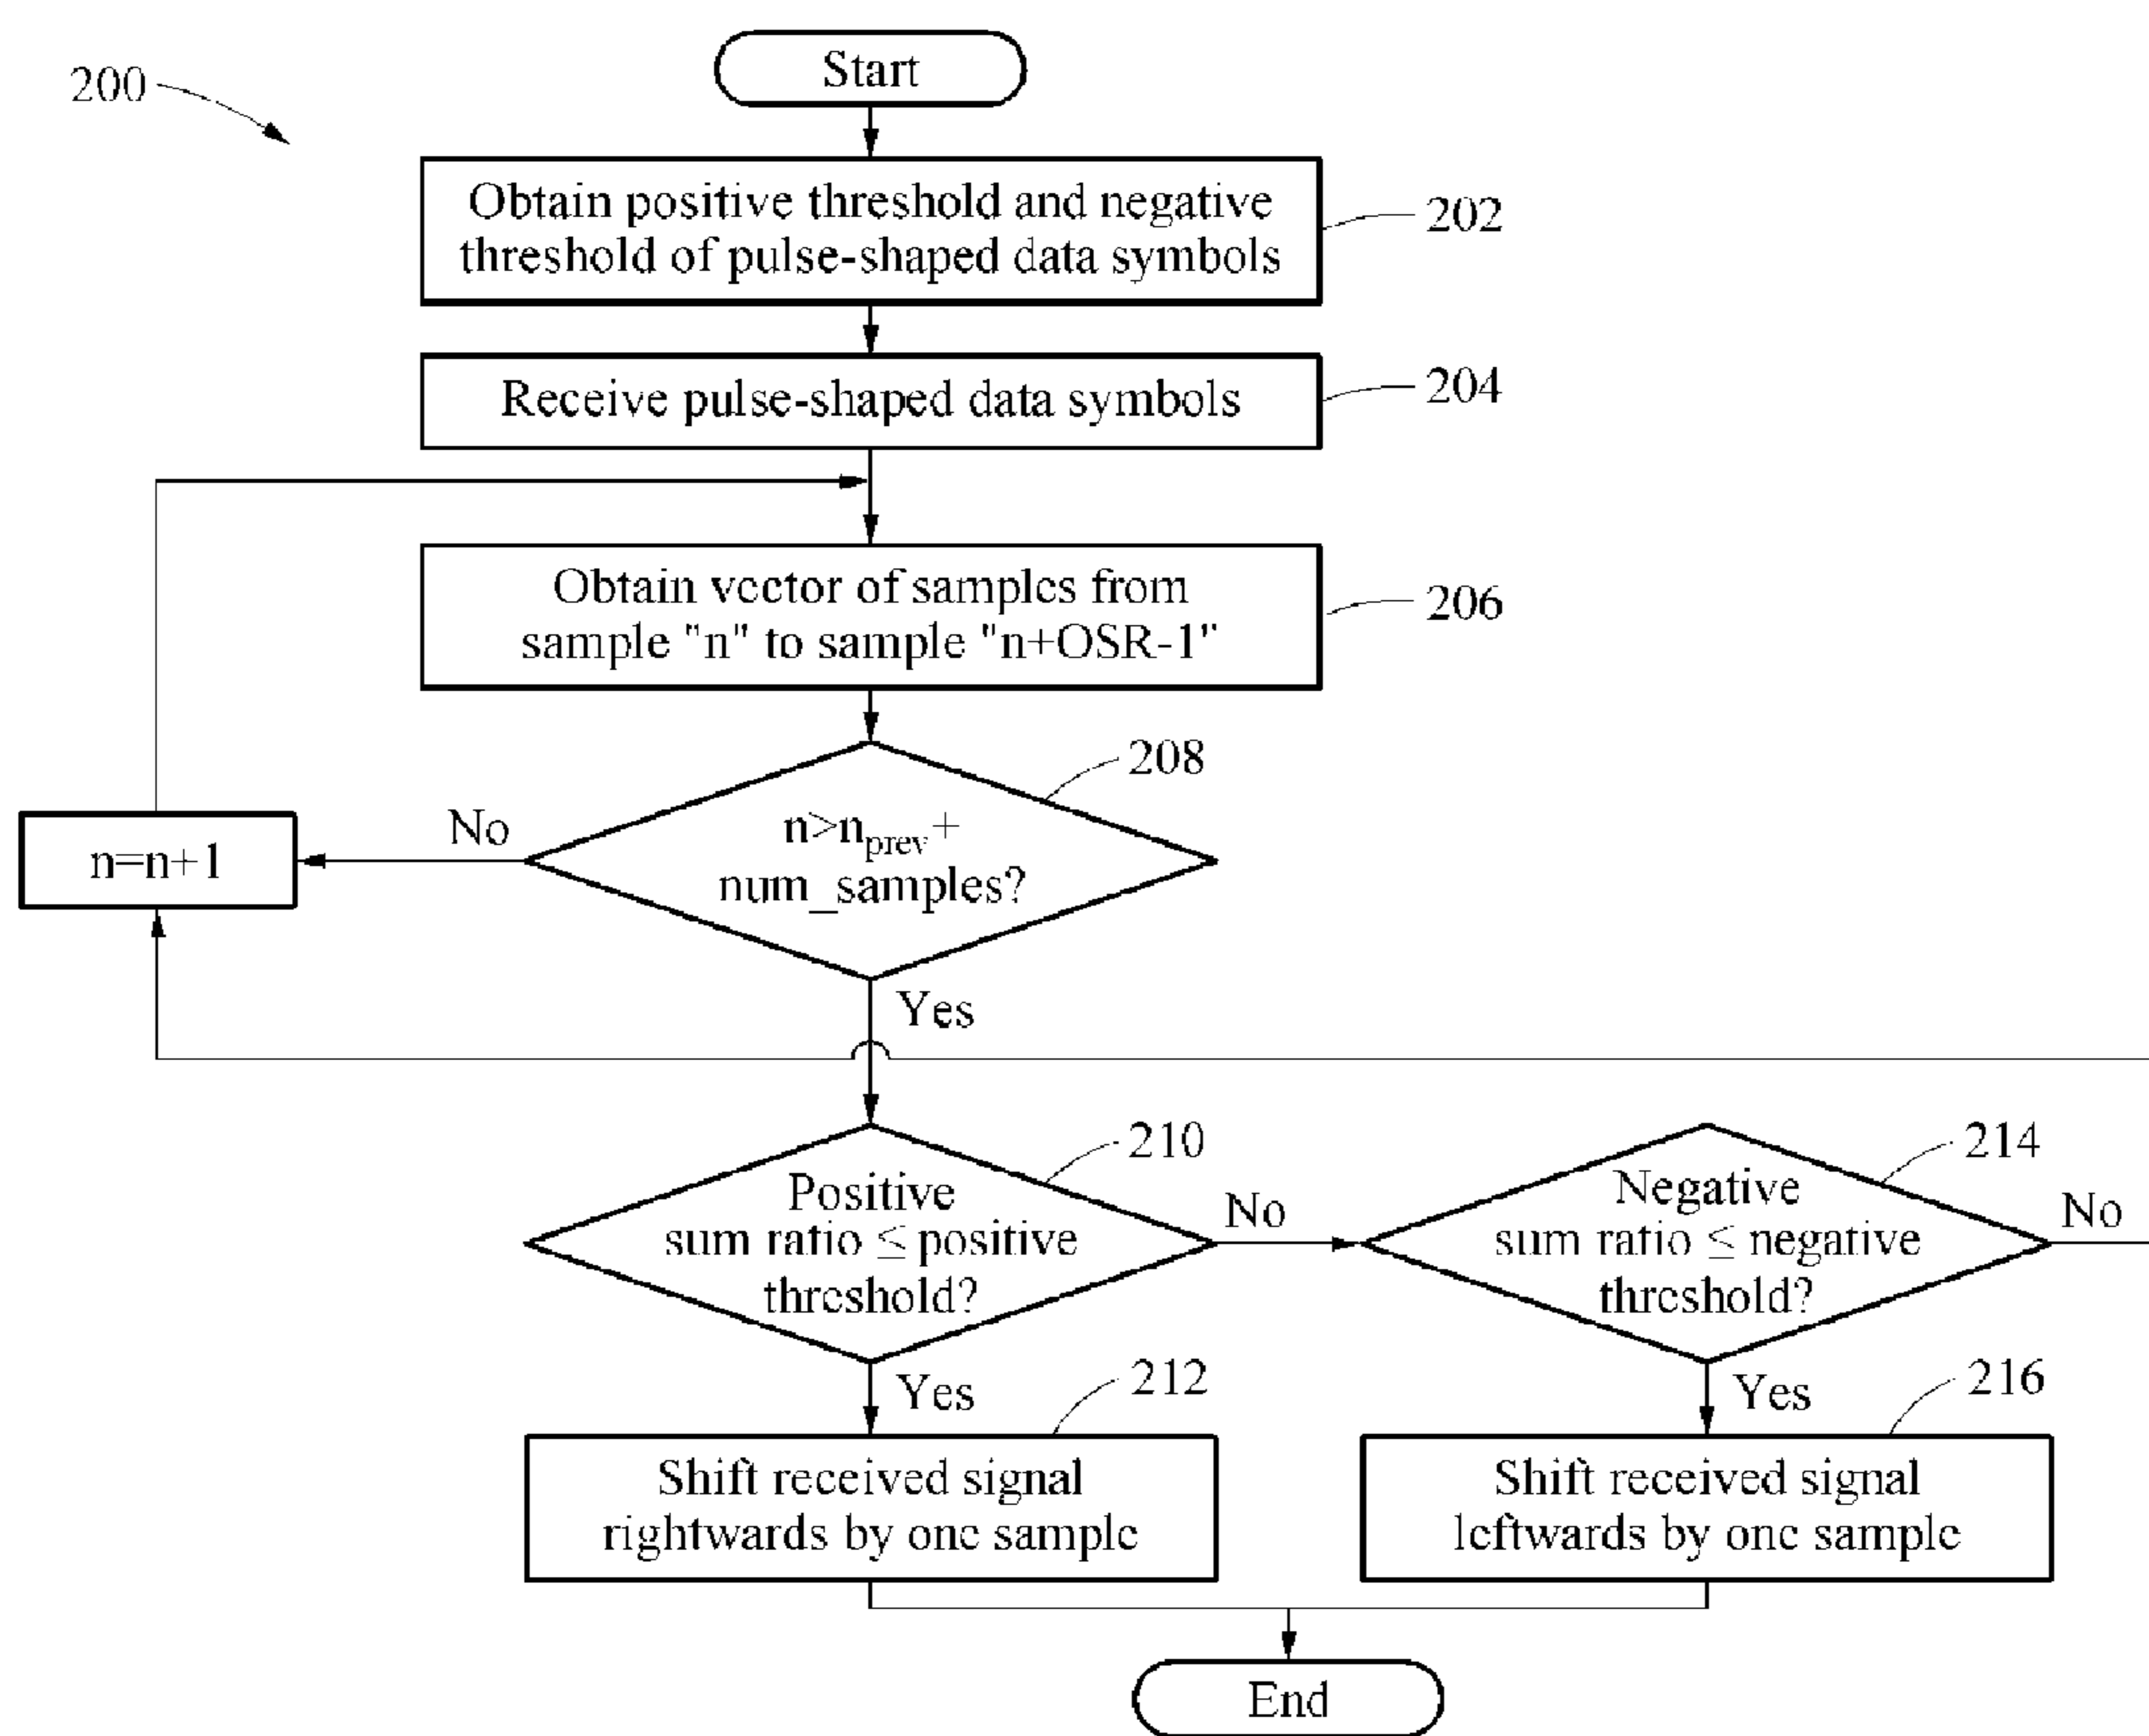 200
Start
Obtain positive threshold and negative
threshold of pulse-shaped data symbols
202
Receive pulse-shaped data symbols
204
Obtain vector of samples from
sample "n" to sample "n+OSR-1"
206
208
n>nprev+
num_samples?
No
n=n+1
Yes
210
Positive
sum ratio ≤ positive
threshold?
No
214
Negative
sum ratio ≤ negative
threshold?
No
Yes
212
Shift received signal
rightwards by one sample
Yes
216
Shift received signal
leftwards by one sample
End